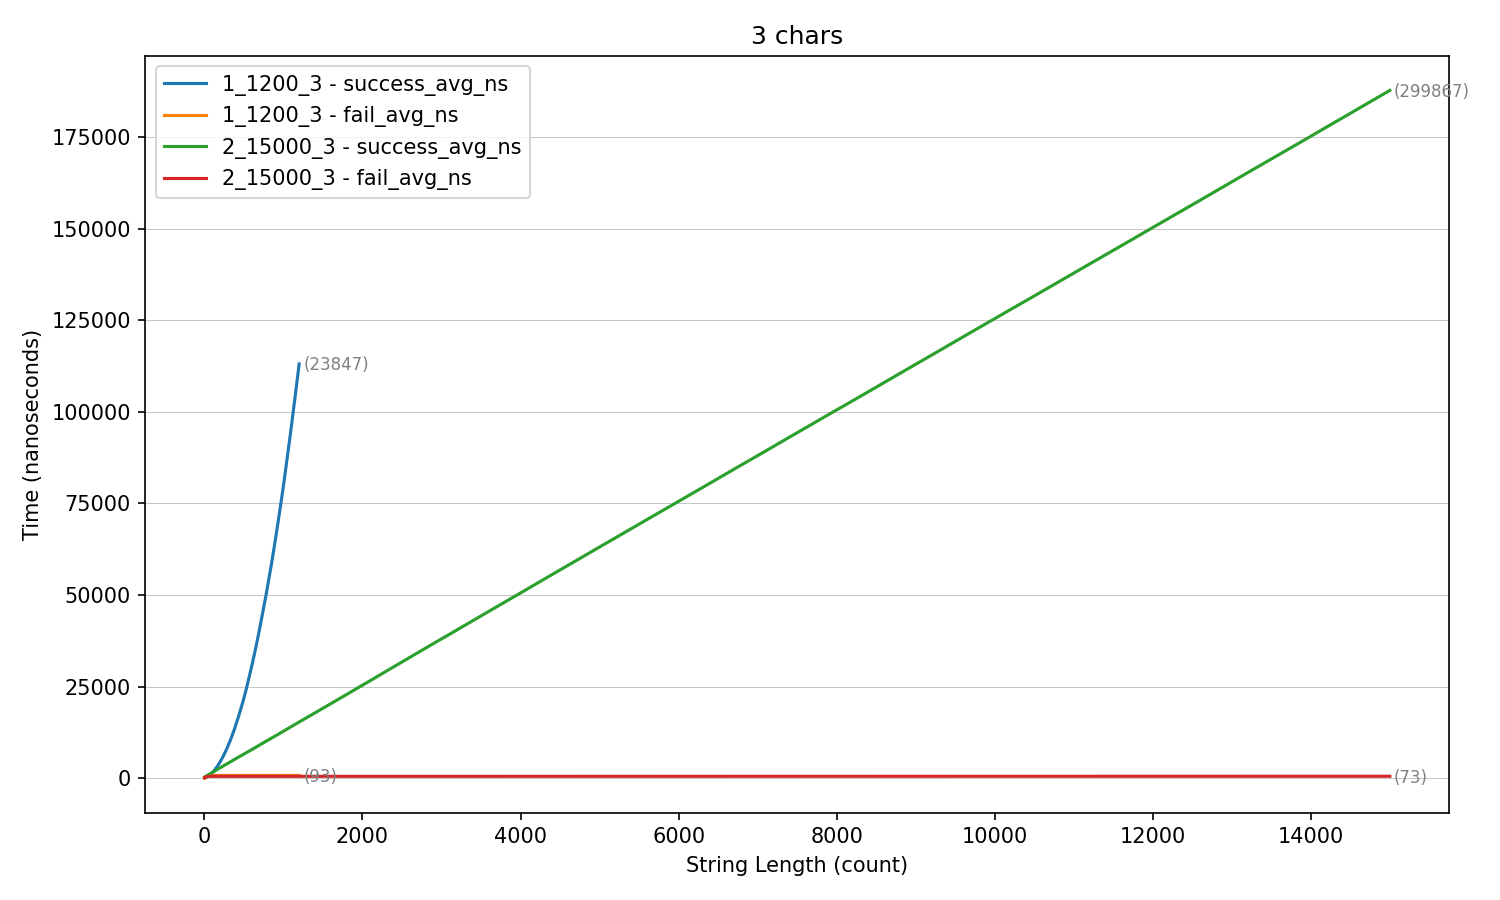 3 chars
1_1200_3 - success_avg_ns
1_1200_3 - fail_avg_ns
2_15000_3 - success_avg_ns
2_15000_3 - fail_avg_ns
(299867)
(23847)
(93)
(73)
175000
150000
125000
100000
75000
50000
25000
0
Time (nanoseconds)
0 2000 4000 6000 8000 10000 12000 14000
String Length (count)